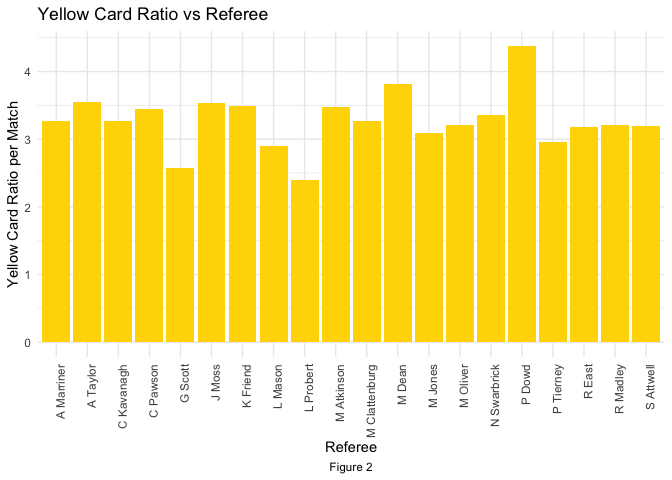 Yellow Card Ratio vs Referee
Yellow Card Ratio per Match
4
3
2
1
0
A Marriner
A Taylor
C Kavanagh
C Pawson
G Scott
J Moss
K Friend
L Mason
L Probert
M Atkinson
M Clattenburg
M Dean
M Jones
M Oliver
N Swarbrick
P Dowd
P Tierney
R East
R Madley
S Attwell
Referee
Figure 2